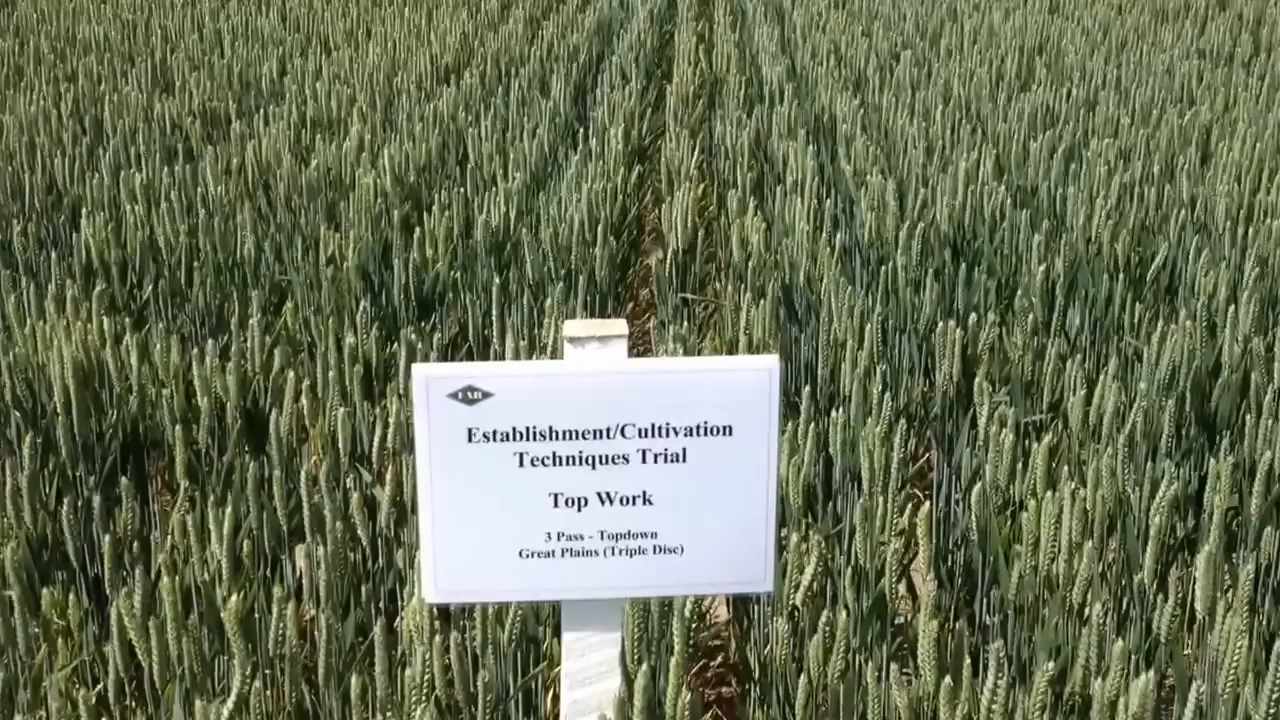 Establishment/Cultivation
Techniques Trial
Top Work
3 Pass - Topdown
Great Plains (Triple Disc)